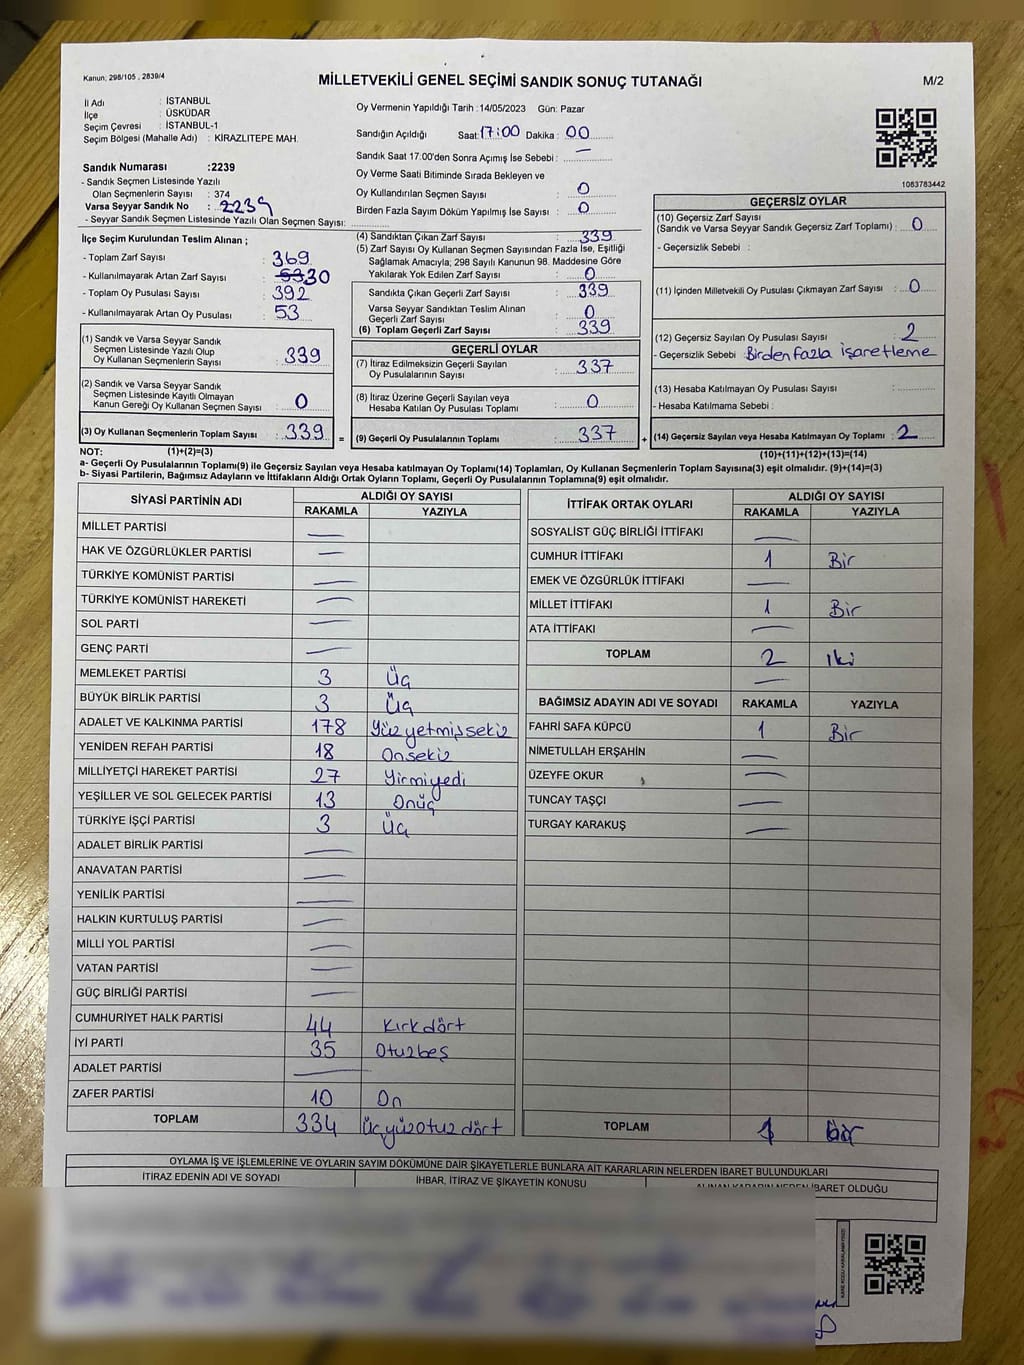 Kanun; 298/105 , 2839/4
MİLLETVEKİLİ GENEL SEÇİMİ SANDIK SONUÇ TUTANAĞI
M/2
İl Adı : İSTANBUL
İlçe : ÜSKÜDAR
Seçim Çevresi : İSTANBUL-1
Seçim Bölgesi (Mahalle Adı) : KİRAZLITEPE MAH.
Sandık Numarası :2239
- Sandık Seçmen Listesinde Yazılı
Olan Seçmenlerin Sayısı : 374
Varsa Seyyar Sandık No : 2239
- Seyyar Sandık Seçmen Listesinde Yazılı Olan Seçmen Sayısı:
Oy Vermenin Yapıldığı Tarih :14/05/2023 Gün: Pazar
Sandığın Açıldığı Saat:17:00 Dakika : 00
Sandık Saat 17:00'den Sonra Açımış İse Sebebi : —
Oy Verme Saati Bitiminde Sırada Bekleyen ve
Oy Kullandırılan Seçmen Sayısı : 0
Birden Fazla Sayım Döküm Yapılmış İse Sayısı : 0
1083783442
İlçe Seçim Kurulundan Teslim Alınan ;
- Toplam Zarf Sayısı : 369
- Kullanılmayarak Artan Zarf Sayısı : 30
- Toplam Oy Pusulası Sayısı : 392
- Kullanılmayarak Artan Oy Pusulası : 53
(1) Sandık ve Varsa Seyyar Sandık
Seçmen Listesinde Yazılı Olup
Oy Kullanan Seçmenlerin Sayısı : 339
(2) Sandık ve Varsa Seyyar Sandık
Seçmen Listesinde Kayıtlı Olmayan
Kanun Gereği Oy Kullanan Seçmen Sayısı : 0
(3) Oy Kullanan Seçmenlerin Toplam Sayısı : 339 =
(4) Sandıktan Çıkan Zarf Sayısı : 339
(5) Zarf Sayısı Oy Kullanan Seçmen Sayısından Fazla İse, Eşitliği
Sağlamak Amacıyla; 298 Sayılı Kanunun 98. Maddesine Göre
Yakılarak Yok Edilen Zarf Sayısı : 0
Sandıkta Çıkan Geçerli Zarf Sayısı : 339
Varsa Seyyar Sandıktan Teslim Alınan
Geçerli Zarf Sayısı : 0
(6) Toplam Geçerli Zarf Sayısı : 339
GEÇERLİ OYLAR
(7) İtiraz Edilmeksizin Geçerli Sayılan
Oy Pusulalarının Sayısı : 337
(8) İtiraz Üzerine Geçerli Sayılan veya
Hesaba Katılan Oy Pusulası Toplamı : 0
(9) Geçerli Oy Pusulalarının Toplamı : 337 +
GEÇERSİZ OYLAR
(10) Geçersiz Zarf Sayısı
(Sandık ve Varsa Seyyar Sandık Geçersiz Zarf Toplamı) : 0
- Geçersizlik Sebebi :
(11) İçinden Milletvekili Oy Pusulası Çıkmayan Zarf Sayısı : 0
(12) Geçersiz Sayılan Oy Pusulası Sayısı : 2
- Geçersizlik Sebebi : Birden fazla işaretleme
(13) Hesaba Katılmayan Oy Pusulası Sayısı :
- Hesaba Katılmama Sebebi :
(14) Geçersiz Sayılan veya Hesaba Katılmayan Oy Toplamı : 2
NOT: (1)+(2)=(3) (10)+(11)+(12)+(13)=(14)
a- Geçerli Oy Pusulalarının Toplamı(9) ile Geçersiz Sayılan veya Hesaba katılmayan Oy Toplamı(14) Toplamları, Oy Kullanan Seçmenlerin Toplam Sayısına(3) eşit olmalıdır. (9)+(14)=(3)
b- Siyasi Partilerin, Bağımsız Adayların ve İttifakların Aldığı Ortak Oyların Toplamı, Geçerli Oy Pusulalarının Toplamına(9) eşit olmalıdır.
SİYASİ PARTİNİN ADI ALDIĞI OY SAYISI
RAKAMLA YAZIYLA
MİLLET PARTİSİ —
HAK VE ÖZGÜRLÜKLER PARTİSİ —
TÜRKİYE KOMÜNİST PARTİSİ —
TÜRKİYE KOMÜNİST HAREKETİ —
SOL PARTİ —
GENÇ PARTİ —
MEMLEKET PARTİSİ 3 Üç
BÜYÜK BİRLİK PARTİSİ 3 Üç
ADALET VE KALKINMA PARTİSİ 178 Yüzyetmişsekiz
YENİDEN REFAH PARTİSİ 18 Onsekiz
MİLLİYETÇİ HAREKET PARTİSİ 27 Yirmiyedi
YEŞİLLER VE SOL GELECEK PARTİSİ 13 Onüç
TÜRKİYE İŞÇİ PARTİSİ 3 Üç
ADALET BİRLİK PARTİSİ —
ANAVATAN PARTİSİ —
YENİLİK PARTİSİ —
HALKIN KURTULUŞ PARTİSİ —
MİLLİ YOL PARTİSİ —
VATAN PARTİSİ —
GÜÇ BİRLİĞİ PARTİSİ —
CUMHURİYET HALK PARTİSİ 44 Kırkdört
İYİ PARTİ 35 Otuzbeş
ADALET PARTİSİ —
ZAFER PARTİSİ 10 On
TOPLAM 334 üçyüzotuzdört
İTTİFAK ORTAK OYLARI ALDIĞI OY SAYISI
RAKAMLA YAZIYLA
SOSYALİST GÜÇ BİRLİĞİ İTTİFAKI —
CUMHUR İTTİFAKI 1 Bir
EMEK VE ÖZGÜRLÜK İTTİFAKI —
MİLLET İTTİFAKI 1 Bir
ATA İTTİFAKI —
TOPLAM 2 Iki
—
BAĞIMSIZ ADAYIN ADI VE SOYADI RAKAMLA YAZIYLA
FAHRİ SAFA KÜPCÜ 1 Bir
NİMETULLAH ERŞAHİN —
ÜZEYFE OKUR —
TUNCAY TAŞÇI —
TURGAY KARAKUŞ —
TOPLAM 1 bir
OYLAMA İŞ VE İŞLEMLERİNE VE OYLARIN SAYIM DÖKÜMÜNE DAİR ŞİKAYETLERLE BUNLARA AİT KARARLARIN NELERDEN İBARET BULUNDUKLARI
İTİRAZ EDENİN ADI VE SOYADI İHBAR, İTİRAZ VE ŞİKAYETİN KONUSU ALINAN KARARIN NEDEN İBARET OLDUĞU